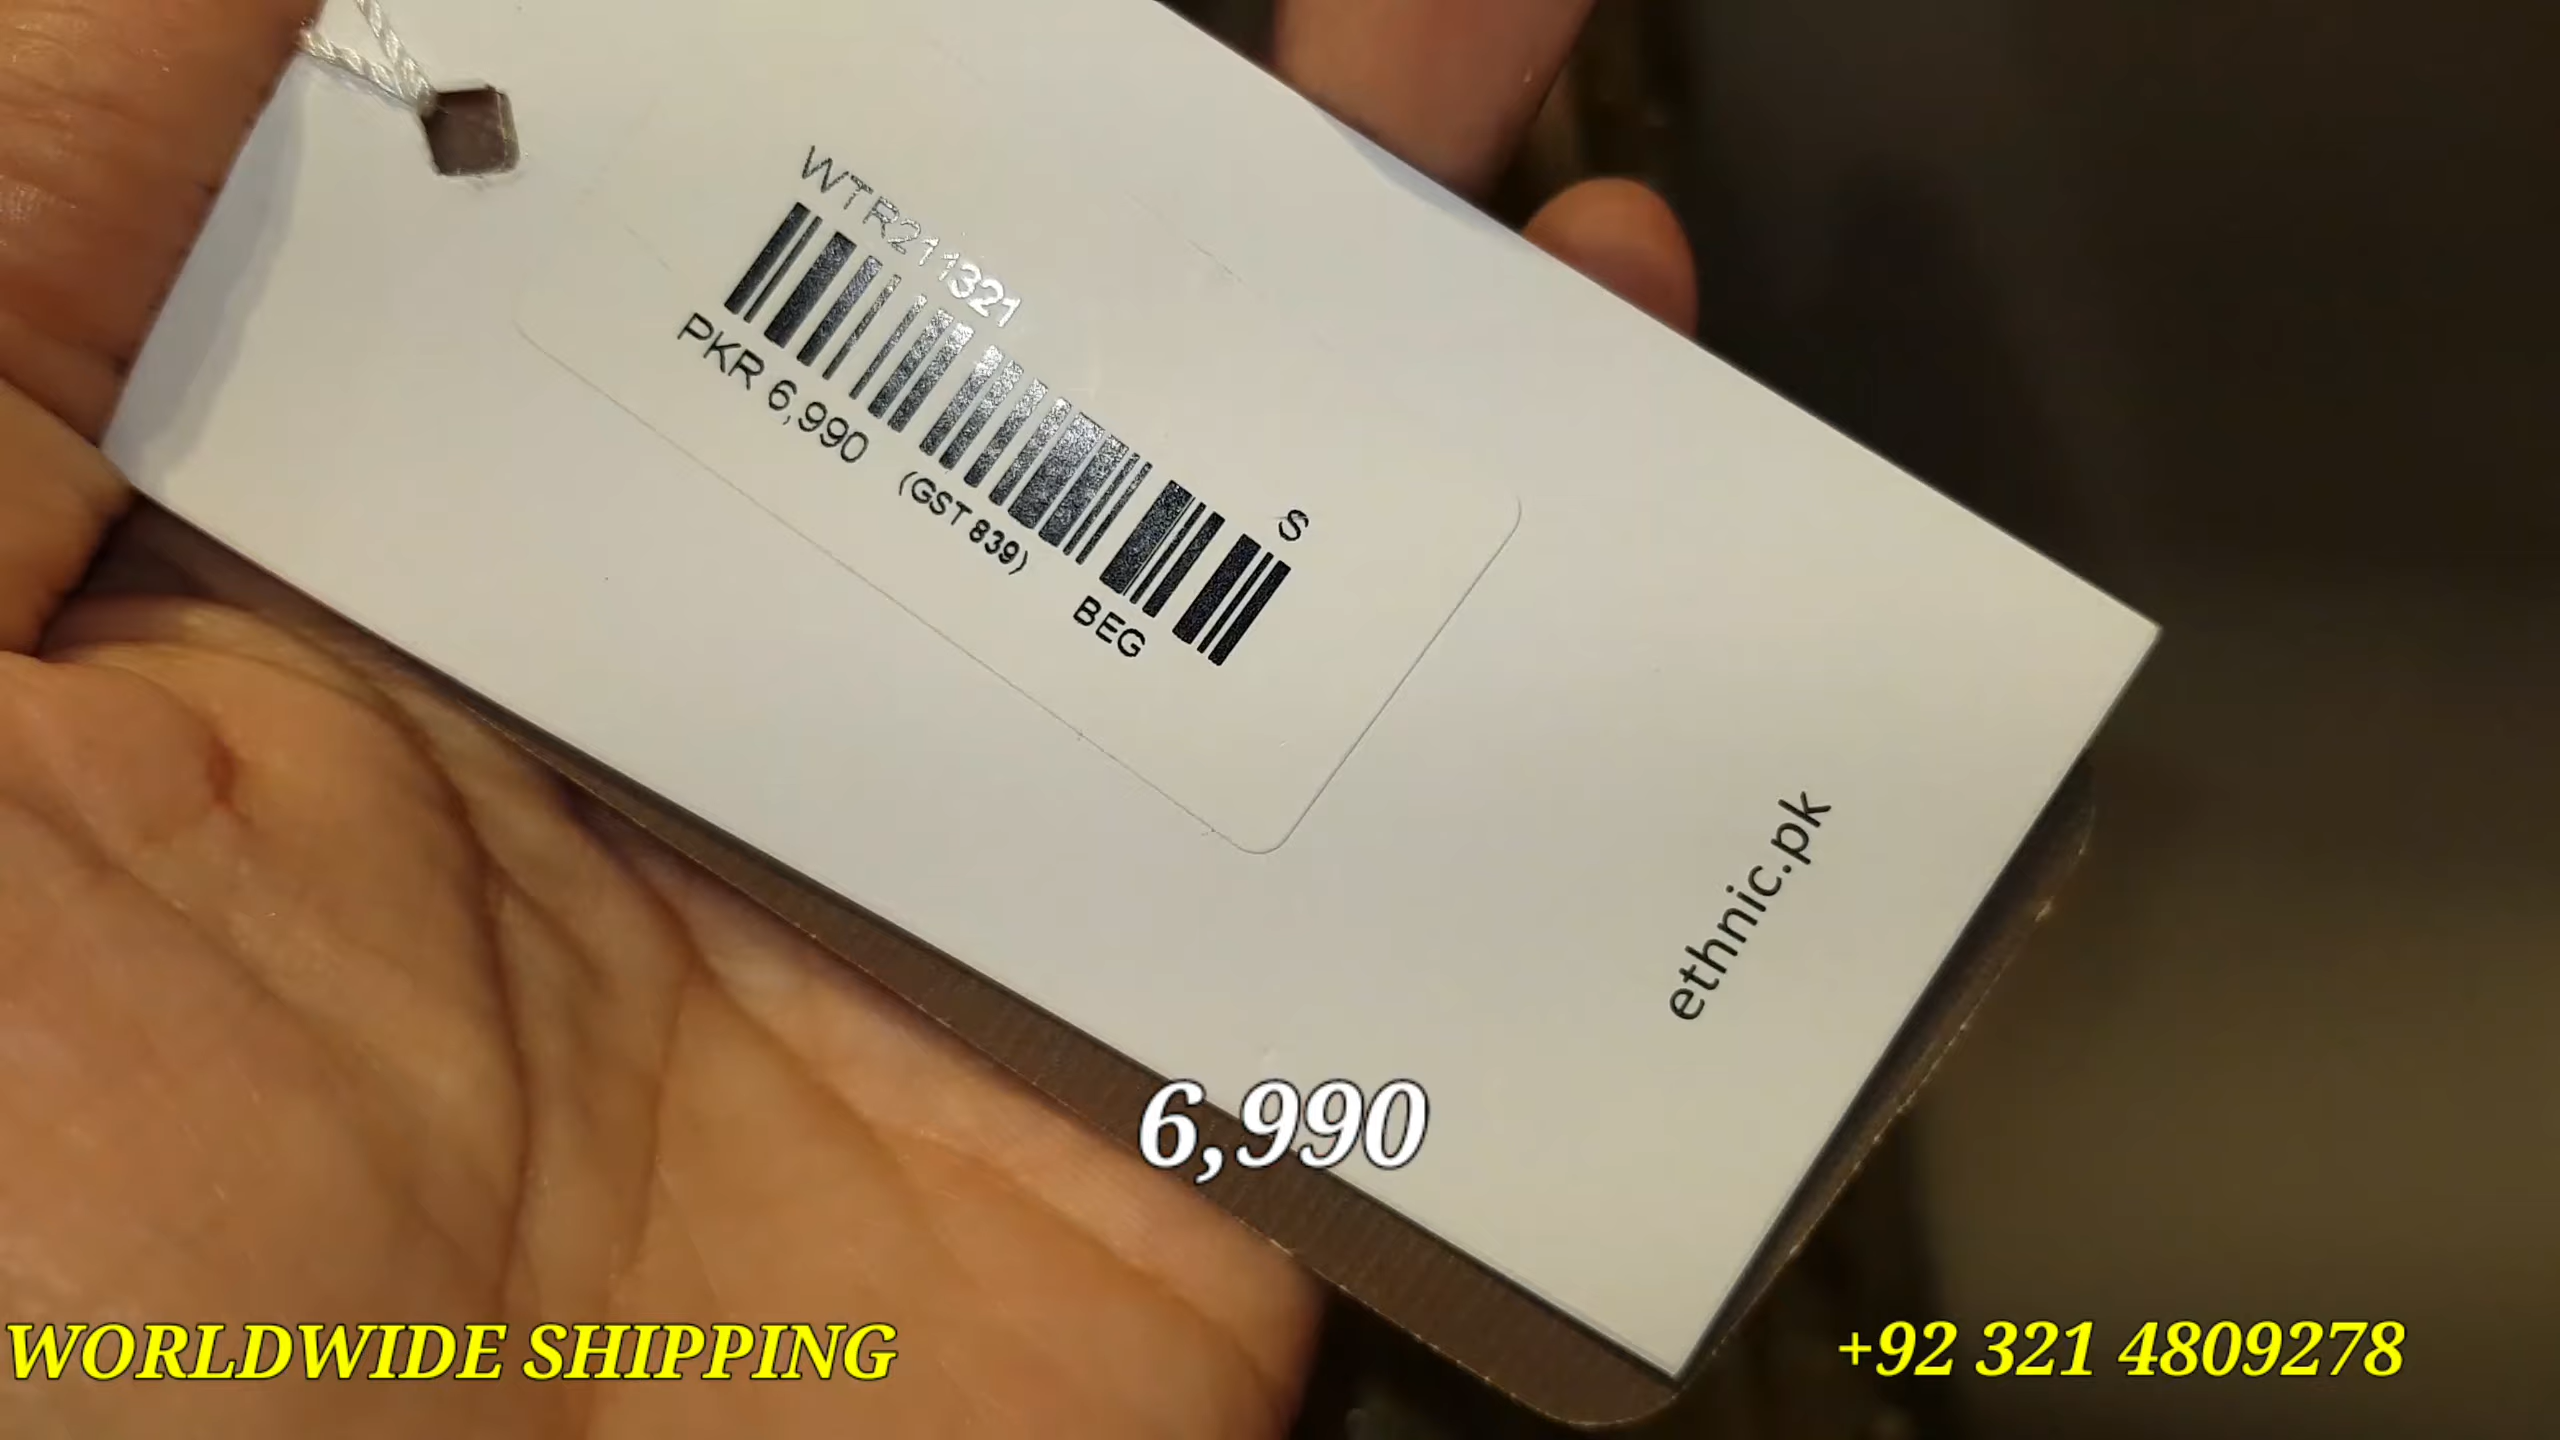 WTR211321 S
PKR 6,990 (GST 839) BEG
ethnic.pk
6,990
WORLDWIDE SHIPPING
+92 321 4809278